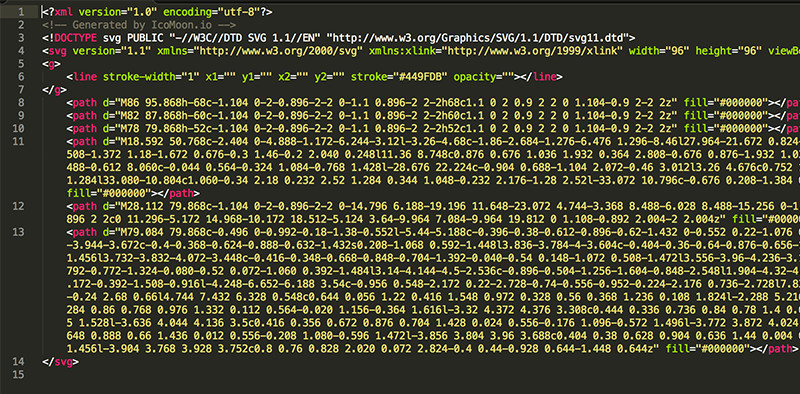 1 <?xml version="1.0" encoding="utf-8"?>
2 <!-- Generated by IcoMoon.io -->
3 <!DOCTYPE svg PUBLIC "-//W3C//DTD SVG 1.1//EN" "http://www.w3.org/Graphics/SVG/1.1/DTD/svg11.dtd">
4 <svg version="1.1" xmlns="http://www.w3.org/2000/svg" xmlns:xlink="http://www.w3.org/1999/xlink" width="96" height="96" viewBo
5 <g>
6 <line stroke-width="1" x1="" y1="" x2="" y2="" stroke="#449FDB" opacity=""></line>
7 </g>
8 <path d="M86 95.868h-68c-1.104 0-2-0.896-2-2 0-1.1 0.896-2 2-2h68c1.1 0 2 0.9 2 2 0 1.104-0.9 2-2 2z" fill="#000000"></pa
9 <path d="M82 87.868h-60c-1.104 0-2-0.896-2-2 0-1.1 0.896-2 2-2h60c1.1 0 2 0.9 2 2 0 1.104-0.9 2-2 2z" fill="#000000"></pa
10 <path d="M78 79.868h-52c-1.104 0-2-0.896-2-2 0-1.1 0.896-2 2-2h52c1.1 0 2 0.9 2 2 0 1.104-0.9 2-2 2z" fill="#000000"></pa
11 <path d="M18.592 50.768c-2.404 0-4.888-1.172-6.244-3.12l-3.26-4.68c-1.86-2.684-1.276-6.476 1.296-8.46l27.964-21.672 0.824-
508-1.372 1.18-1.672 0.676-0.3 1.46-0.2 2.040 0.248l11.36 8.748c0.876 0.676 1.036 1.932 0.364 2.808-0.676 0.876-1.932 1.0
488-0.612 8.060c-0.044 0.564-0.324 1.084-0.768 1.428l-28.676 22.224c-0.904 0.688-1.104 2.072-0.46 3.012l3.26 4.676c0.752
1.284l33.080-10.804c1.060-0.34 2.18 0.232 2.52 1.284 0.344 1.048-0.232 2.176-1.28 2.52l-33.072 10.796c-0.676 0.208-1.384 0
fill="#000000"></path>
12 <path d="M28.112 79.868c-1.104 0-2-0.896-2-2 0-14.796 6.188-19.196 11.648-23.072 4.744-3.368 8.488-6.028 8.488-15.256 0-1
896 2 2c0 11.296-5.172 14.968-10.172 18.512-5.124 3.64-9.964 7.084-9.964 19.812 0 1.108-0.892 2.004-2 2.004z" fill="#0000
13 <path d="M79.084 79.868c-0.496 0-0.992-0.18-1.38-0.552l-5.44-5.188c-0.396-0.38-0.612-0.896-0.62-1.432 0-0.552 0.22-1.076
-3.944-3.672c-0.4-0.368-0.624-0.888-0.632-1.432s0.208-1.068 0.592-1.448l3.836-3.784-4-3.604c-0.404-0.36-0.64-0.876-0.656-
1.456l3.732-3.832-4.072-3.448c-0.416-0.348-0.668-0.848-0.704-1.392-0.040-0.54 0.148-1.072 0.508-1.472l3.556-3.96-4.236-3.
792-0.772-1.324-0.080-0.52 0.072-1.060 0.392-1.484l3.14-4.144-4.5-2.536c-0.896-0.504-1.256-1.604-0.848-2.548l1.904-4.32-4
.172-0.392-1.508-0.916l-4.248-6.652-6.188 3.54c-0.956 0.548-2.172 0.22-2.728-0.74-0.556-0.952-0.224-2.176 0.736-2.728l7.8
-0.24 2.68 0.66l4.744 7.432 6.328 0.548c0.644 0.056 1.22 0.416 1.548 0.972 0.328 0.56 0.368 1.236 0.108 1.824l-2.288 5.21
284 0.86 0.768 0.976 1.332 0.112 0.564-0.020 1.156-0.364 1.616l-3.32 4.372 4.376 3.308c0.444 0.336 0.736 0.84 0.78 1.4 0.
5 1.528l-3.636 4.044 4.136 3.5c0.416 0.356 0.672 0.876 0.704 1.428 0.024 0.556-0.176 1.096-0.572 1.496l-3.772 3.872 4.024
648 0.888 0.66 1.436 0.012 0.556-0.208 1.080-0.596 1.472l-3.856 3.804 3.96 3.688c0.404 0.38 0.628 0.904 0.636 1.44 0.004
1.456l-3.904 3.768 3.928 3.752c0.8 0.76 0.828 2.020 0.072 2.824-0.4 0.44-0.928 0.644-1.448 0.644z" fill="#000000"></path>
14 </svg>
15